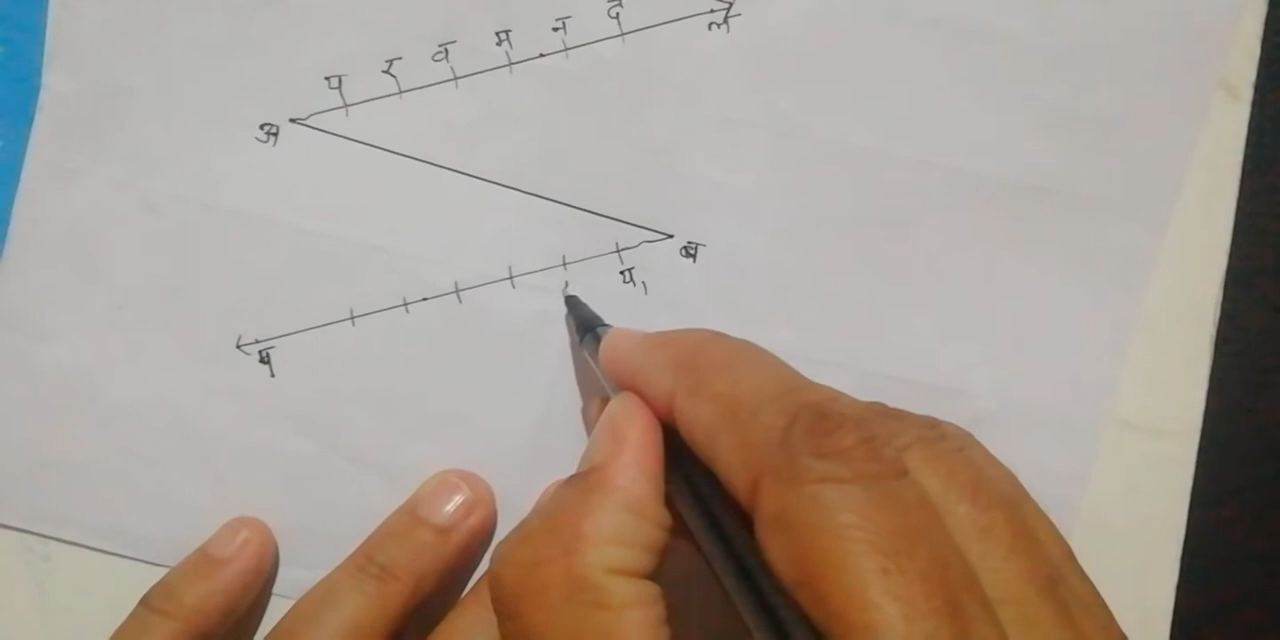 प र व म न द ल
अ
ब
प₁